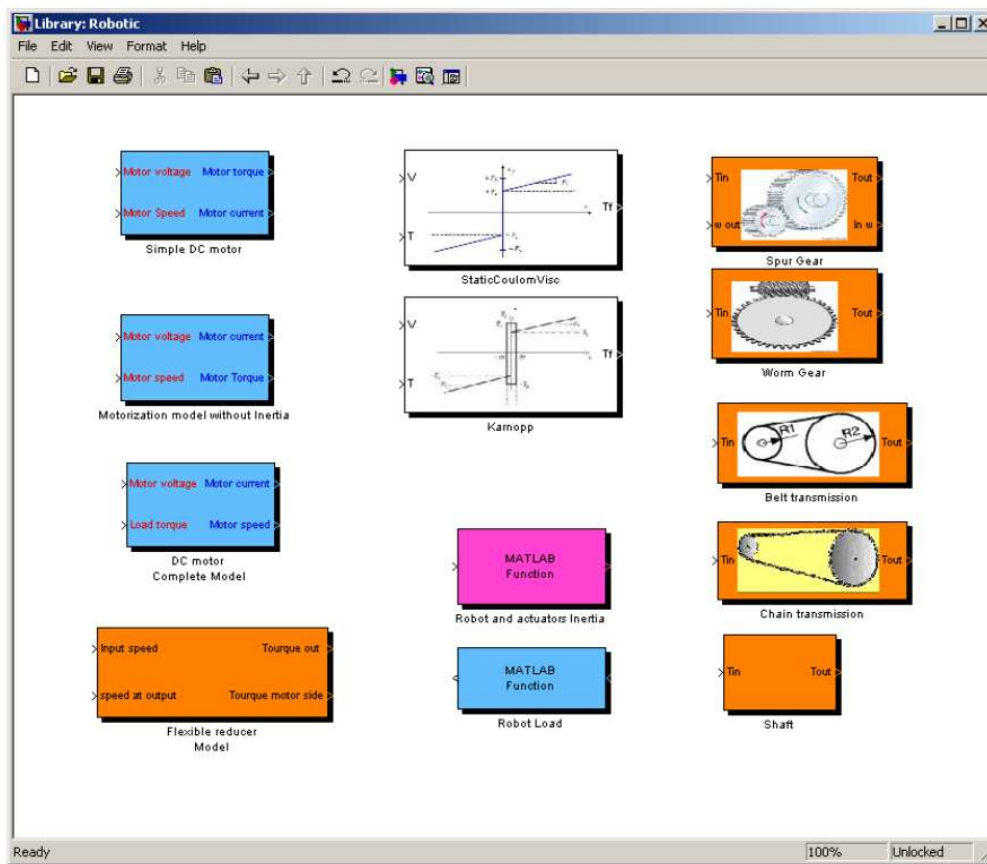 Library: Robotic
File Edit View Format Help
Motor voltage Motor torque
Motor Speed Motor current
Simple DC motor
V
T
Tf
StaticCoulomVisc
Tin Tout
w out In w
Spur Gear
Motor voltage Motor current
Motor speed Motor Torque
Motorization model without Inertia
V
T
Tf
Karnopp
Tin Tout
Worm Gear
Motor voltage Motor current
Load torque Motor speed
DC motor
Complete Model
Tin R1 R2 Tout
Belt transmission
MATLAB
Function
Robot and actuators Inertia
Tin Tout
Chain transmission
Input speed Tourque out
speed at output Tourque motor side
Flexible reducer
Model
MATLAB
Function
Robot Load
Tin Tout
Shaft
Ready 100% Unlocked